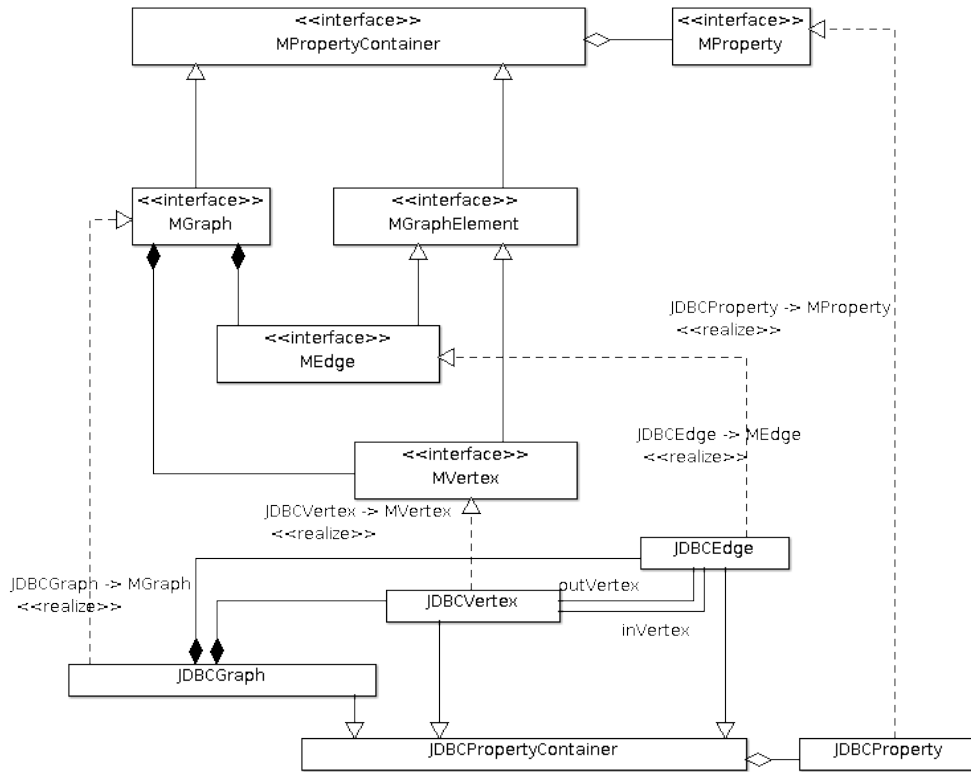 <<interface>>
MPropertyContainer
<<interface>>
MProperty
<<interface>>
MGraph
<<interface>>
MGraphElement
JDBCProperty -> MProperty
<<realize>>
<<interface>>
MEdge
JDBCEdge -> MEdge
<<realize>>
<<interface>>
MVertex
JDBCVertex -> MVertex
<<realize>>
JDBCEdge
JDBCGraph -> MGraph
<<realize>>
outVertex
JDBCVertex
inVertex
JDBCGraph
JDBCPropertyContainer
JDBCProperty